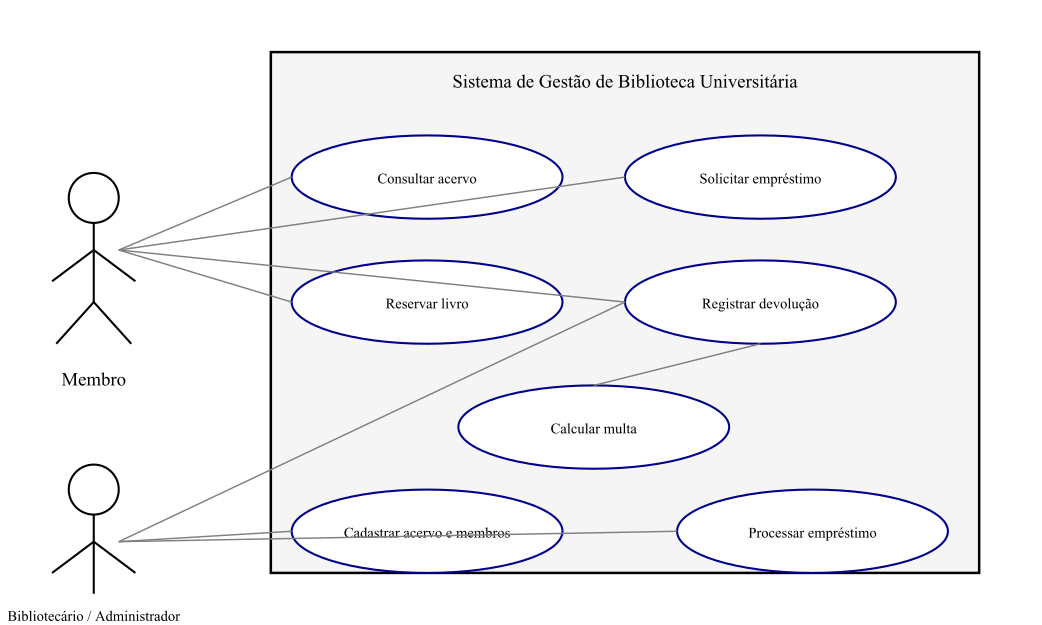 Sistema de Gestão de Biblioteca Universitária
Consultar acervo
Solicitar empréstimo
Reservar livro
Registrar devolução
Membro
Calcular multa
Cadastrar acervo e membros
Processar empréstimo
Bibliotecário / Administrador